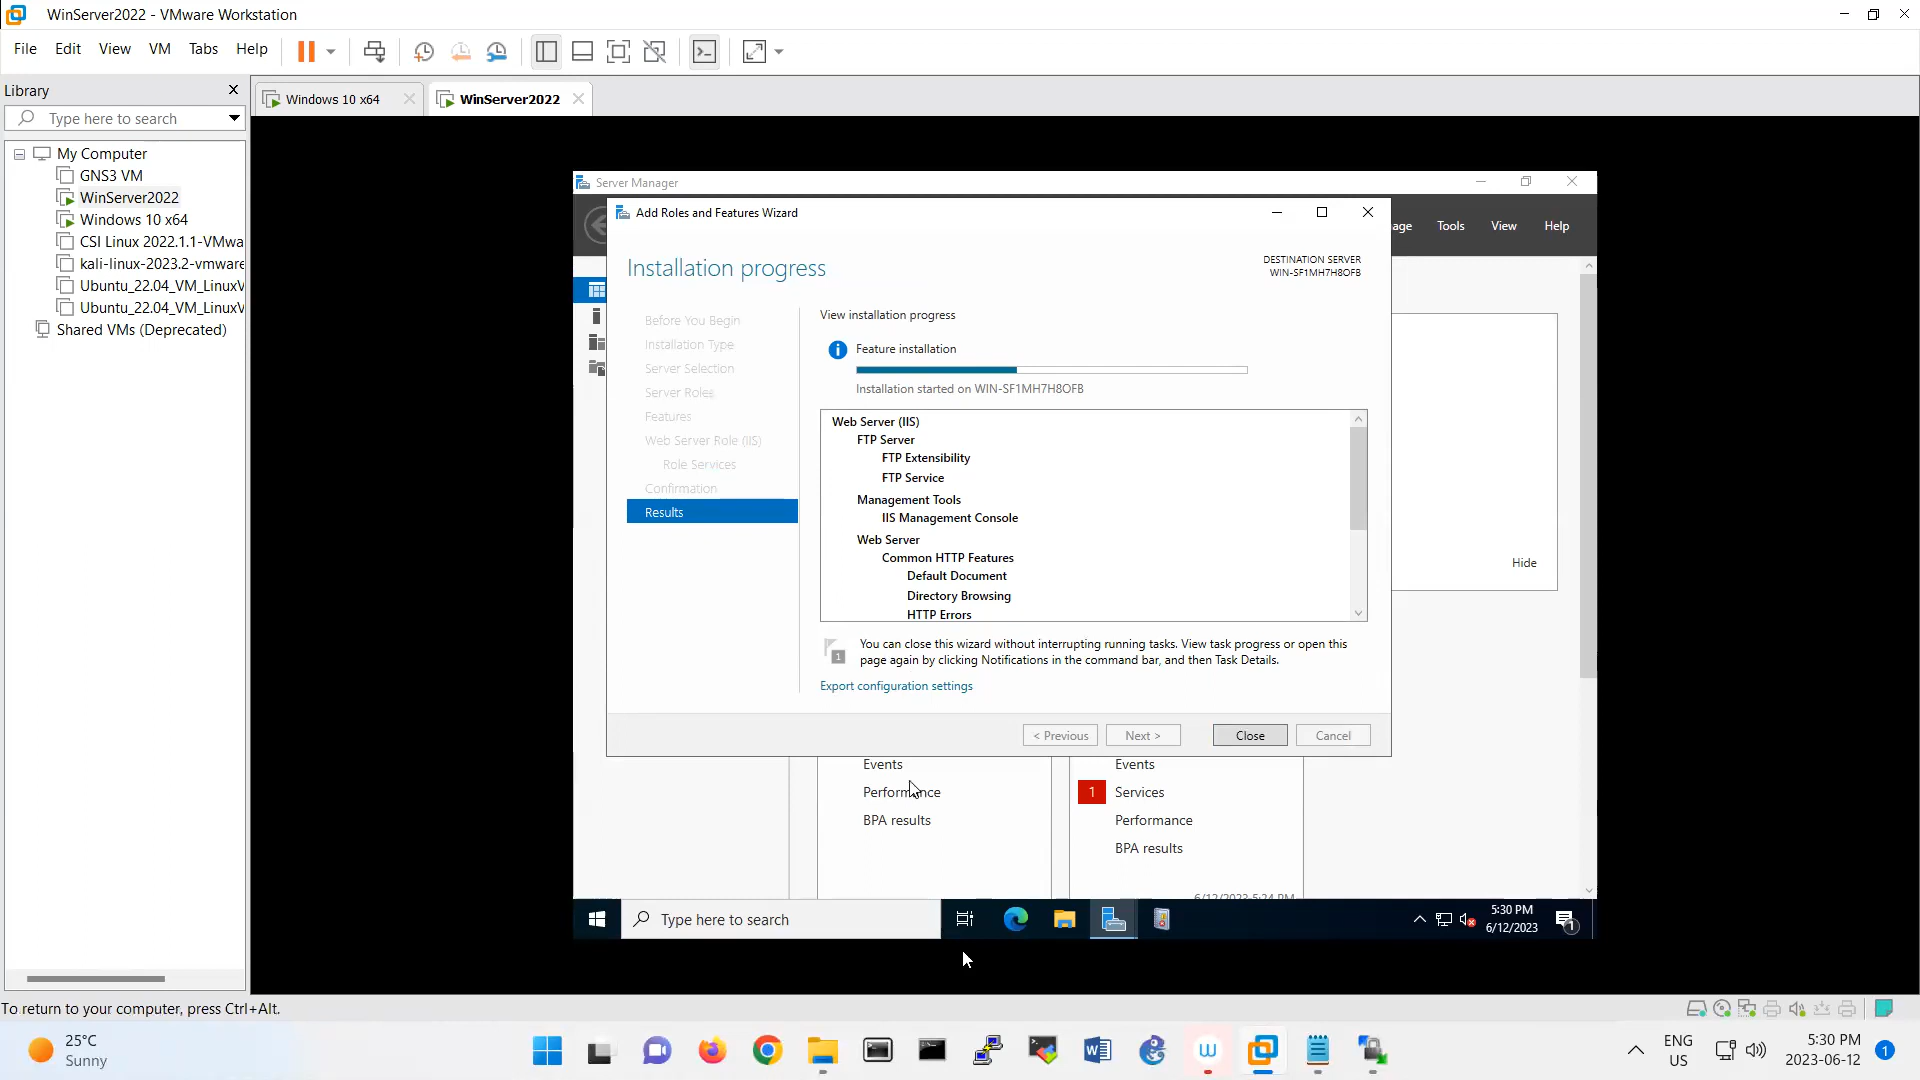 WinServer2022 - VMware Workstation
File Edit View VM Tabs Help
Library
Type here to search
My Computer
GNS3 VM
WinServer2022
Windows 10 x64
CSI Linux 2022.1.1-VMwa
kali-linux-2023.2-vmware
Ubuntu_22.04_VM_LinuxV
Ubuntu_22.04_VM_LinuxV
Shared VMs (Deprecated)
Windows 10 x64
WinServer2022
Server Manager
age Tools View Help
Add Roles and Features Wizard
Installation progress
DESTINATION SERVER
WIN-SF1MH7H8OFB
Before You Begin
Installation Type
Server Selection
Server Roles
Features
Web Server Role (IIS)
Role Services
Confirmation
Results
View installation progress
Feature installation
Installation started on WIN-SF1MH7H8OFB
Web Server (IIS)
FTP Server
FTP Extensibility
FTP Service
Management Tools
IIS Management Console
Web Server
Common HTTP Features
Default Document
Directory Browsing
HTTP Errors
1
You can close this wizard without interrupting running tasks. View task progress or open this
page again by clicking Notifications in the command bar, and then Task Details.
Export configuration settings
< Previous
Next >
Close
Cancel
Hide
Events
Performance
BPA results
Events
1 Services
Performance
BPA results
6/12/2023 5:24 PM
Type here to search
5:30 PM
6/12/2023
1
To return to your computer, press Ctrl+Alt.
25°C
Sunny
ENG
US
5:30 PM
2023-06-12
1